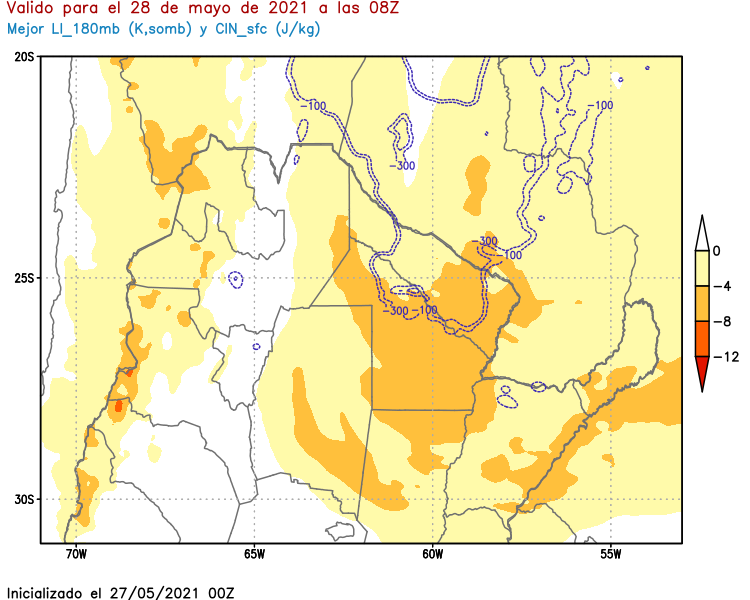 Valido para el 28 de mayo de 2021 a las 08Z
Mejor LI_180mb (K,somb) y CIN_sfc (J/kg)
20S
-100
-100
-300
-300
-100
25S
-300
-100
30S
70W
65W
60W
55W
0
-4
-8
-12
Inicializado el 27/05/2021 00Z